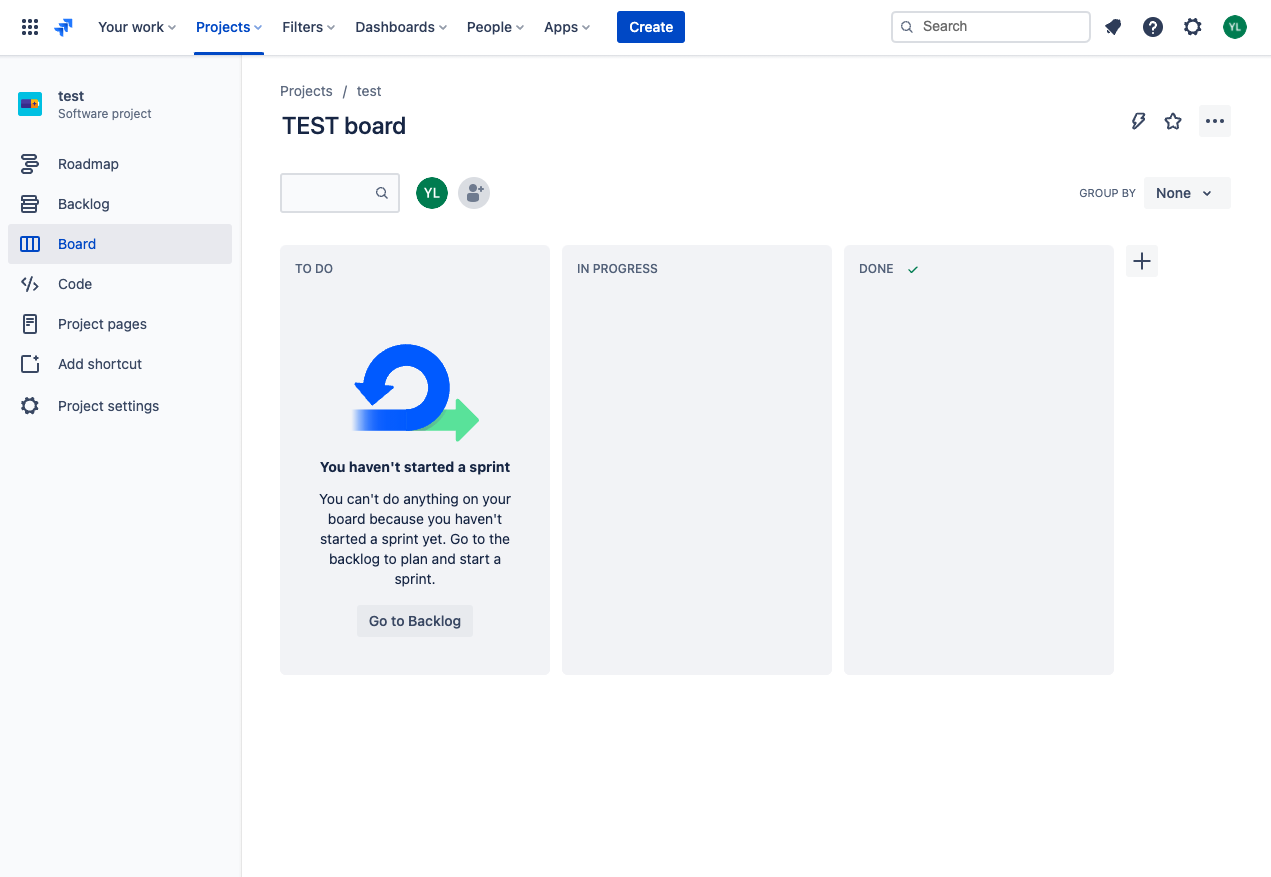 Your work Projects Filters Dashboards People Apps Create Search YL
test
Software project
Roadmap
Backlog
Board
Code
Project pages
Add shortcut
Project settings
Projects / test
TEST board
YL GROUP BY None
TO DO IN PROGRESS DONE
You haven't started a sprint
You can't do anything on your
board because you haven't
started a sprint yet. Go to the
backlog to plan and start a
sprint.
Go to Backlog